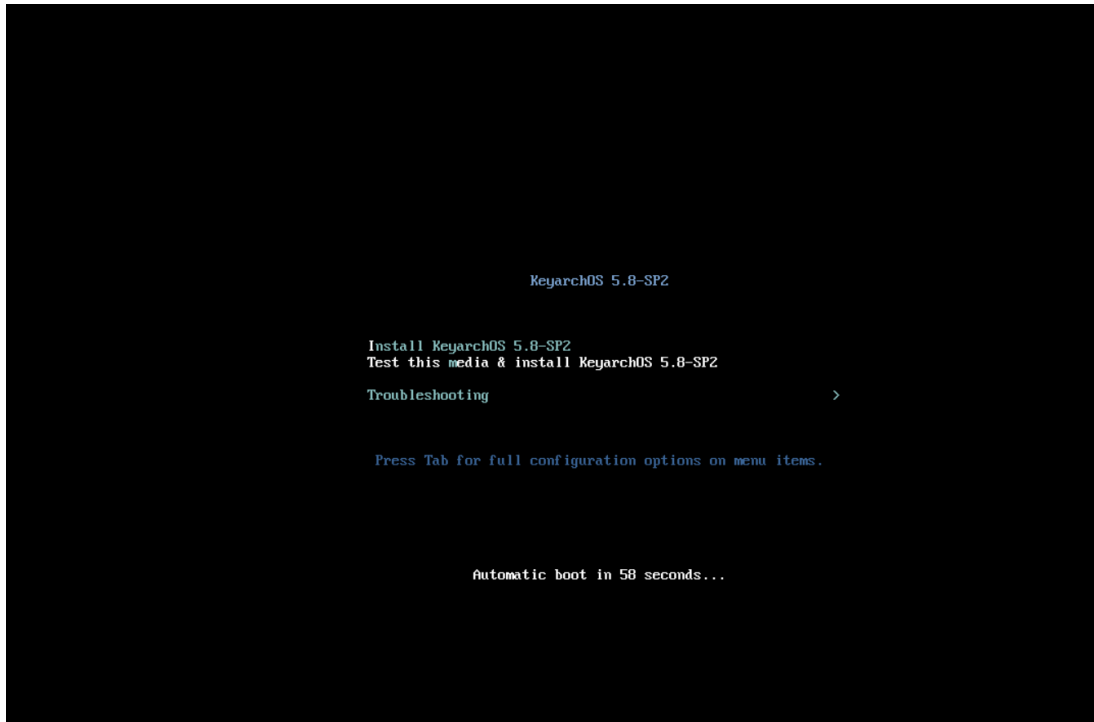 KeyarchOS 5.8-SP2
Install KeyarchOS 5.8-SP2
Test this media & install KeyarchOS 5.8-SP2
Troubleshooting >
Press Tab for full configuration options on menu items.
Automatic boot in 58 seconds...